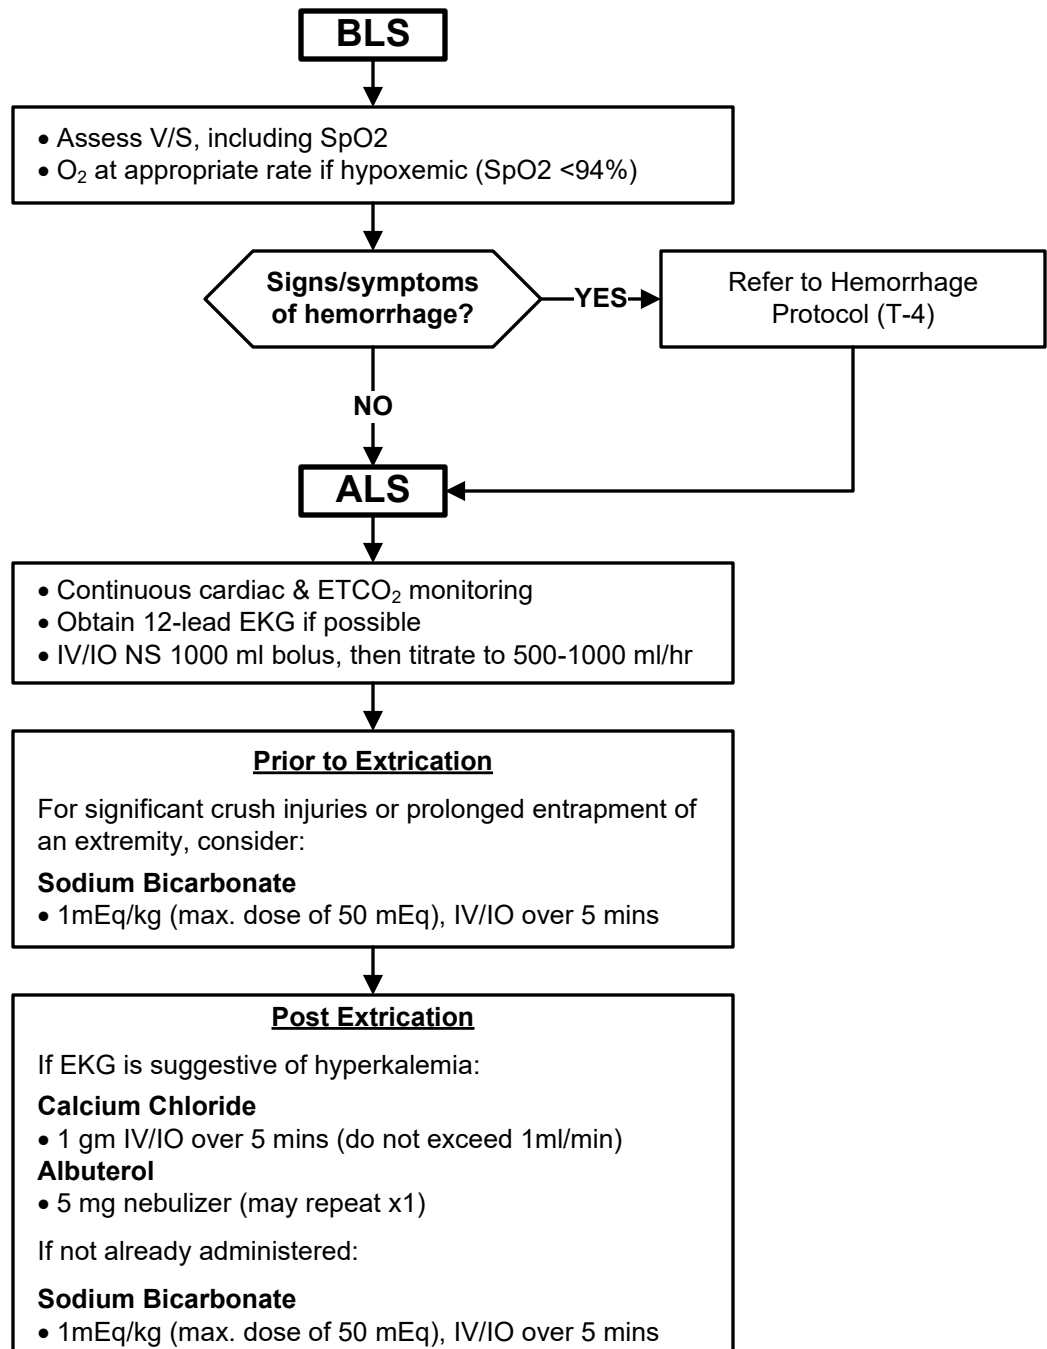 BLS
• Assess V/S, including SpO2
• O₂ at appropriate rate if hypoxemic (SpO2 <94%)
Signs/symptoms
of hemorrhage?
YES
Refer to Hemorrhage
Protocol (T-4)
NO
ALS
• Continuous cardiac & ETCO₂ monitoring
• Obtain 12-lead EKG if possible
• IV/IO NS 1000 ml bolus, then titrate to 500-1000 ml/hr
Prior to Extrication
For significant crush injuries or prolonged entrapment of
an extremity, consider:
Sodium Bicarbonate
• 1mEq/kg (max. dose of 50 mEq), IV/IO over 5 mins
Post Extrication
If EKG is suggestive of hyperkalemia:
Calcium Chloride
• 1 gm IV/IO over 5 mins (do not exceed 1ml/min)
Albuterol
• 5 mg nebulizer (may repeat x1)
If not already administered:
Sodium Bicarbonate
• 1mEq/kg (max. dose of 50 mEq), IV/IO over 5 mins